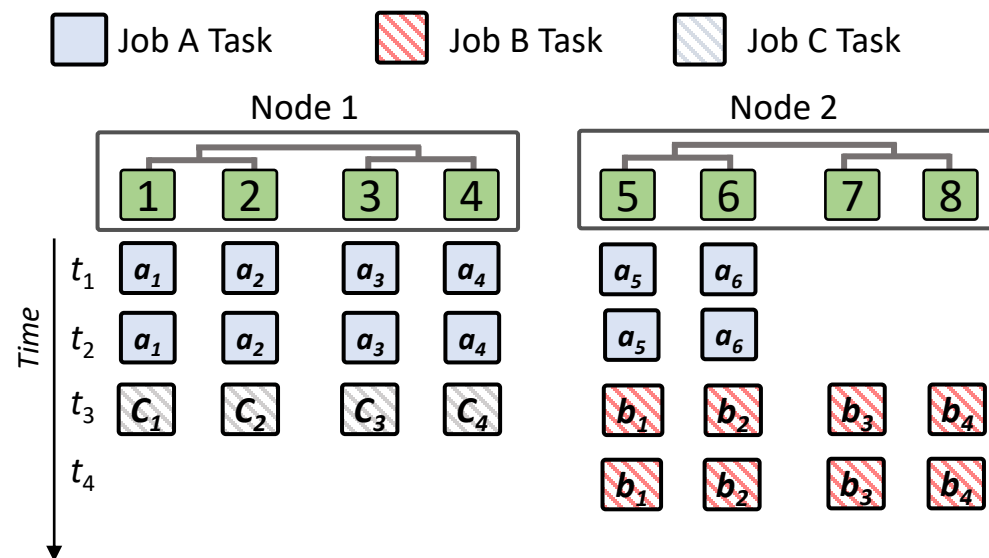 Job A Task Job B Task Job C Task
Node 1 Node 2
1 2 3 4 5 6 7 8
t1 a1 a2 a3 a4 a5 a6
t2 a1 a2 a3 a4 a5 a6
t3 C1 C2 C3 C4 b1 b2 b3 b4
t4 b1 b2 b3 b4
Time